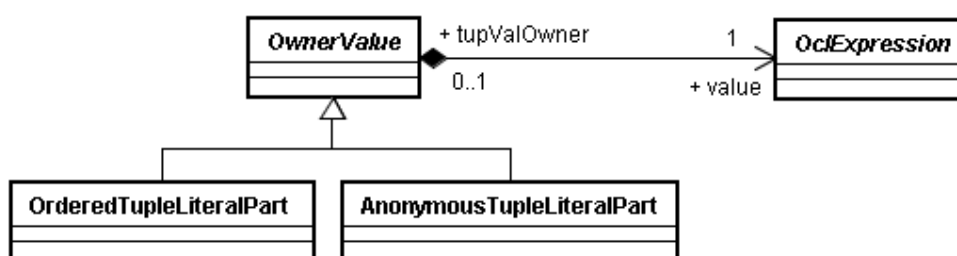 OwnerValue
+ tupValOwner
1
OclExpression
0..1
+ value
OrderedTupleLiteralPart
AnonymousTupleLiteralPart